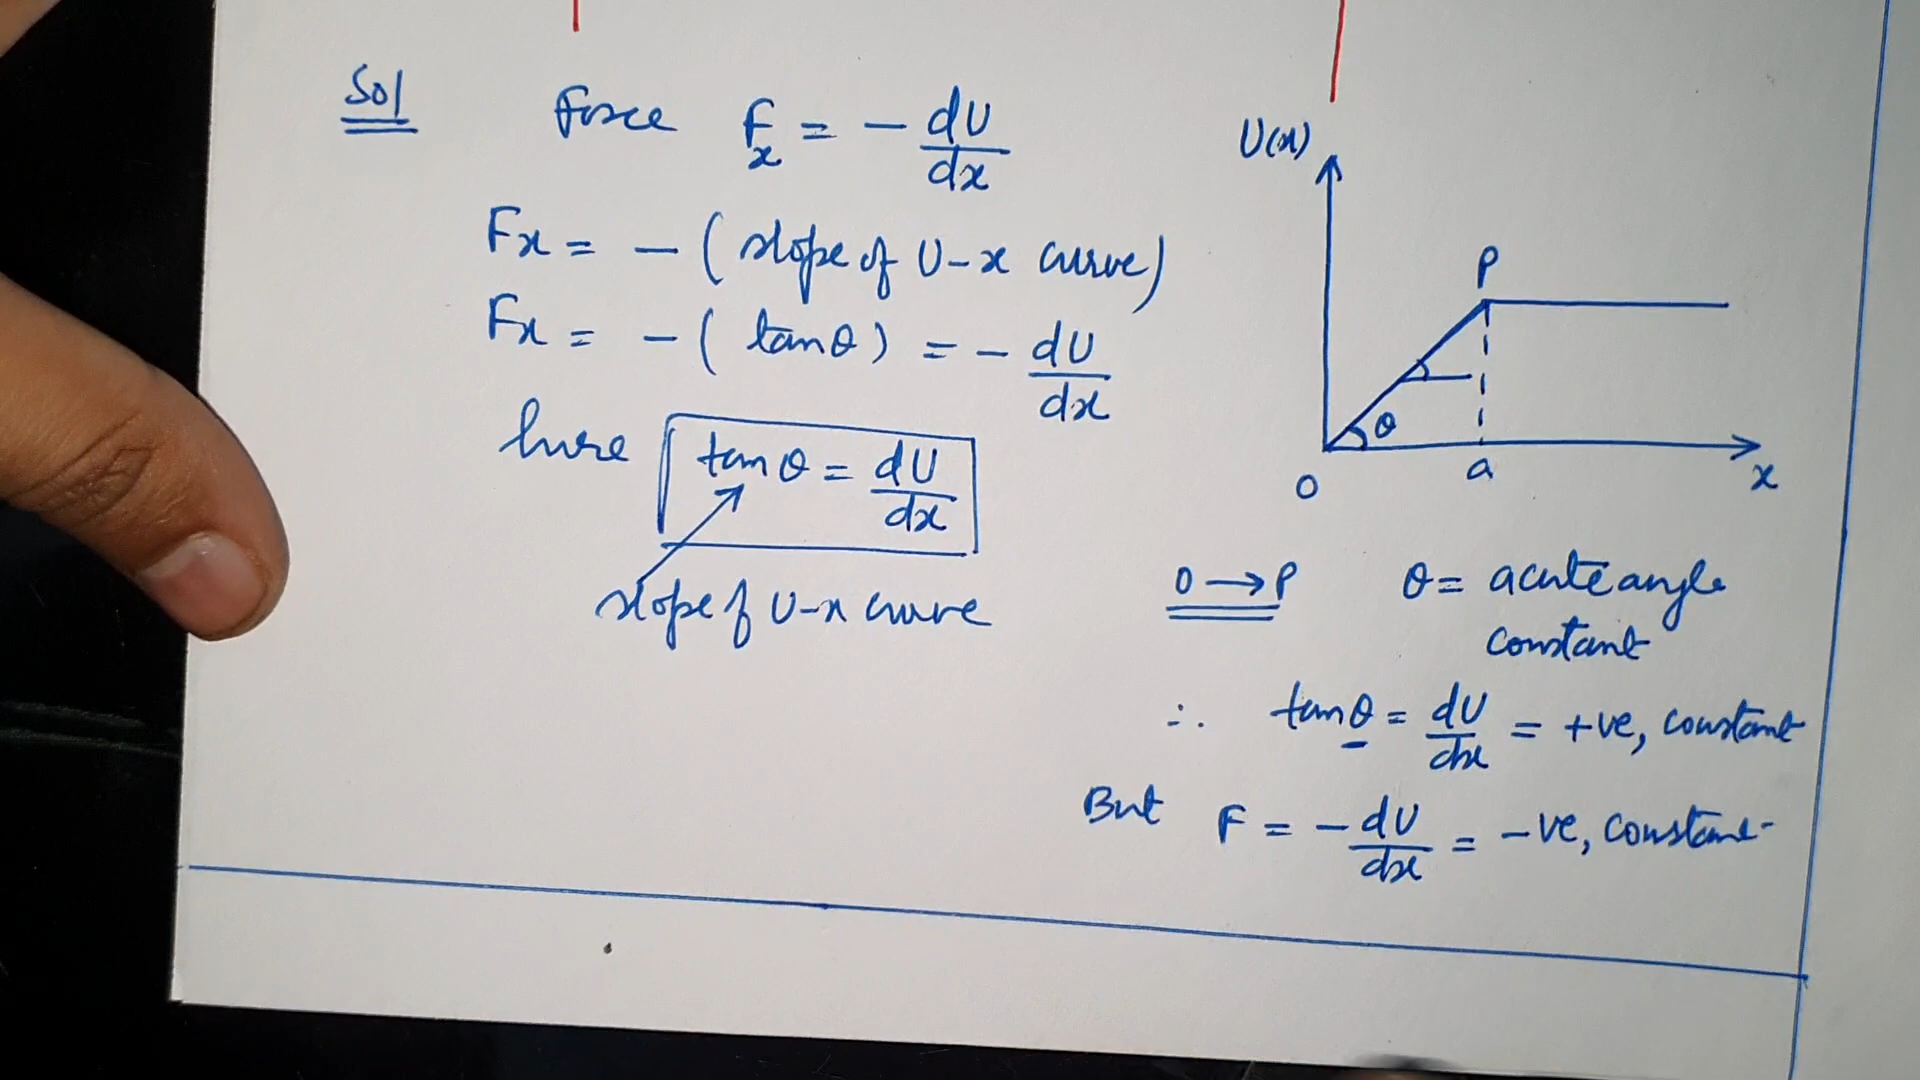 Sol
Force Fx = - dU/dx
Fx = - ( slope of U-x curve)
Fx = - ( tanθ ) = - dU/dx
here tan θ = dU/dx
slope of U-x curve
U(x)
P
θ
O
a
x
O → P θ = acute angle
constant
∴ tanθ = dU/dx = +ve, constant
But F = - dU/dx = -ve, constant